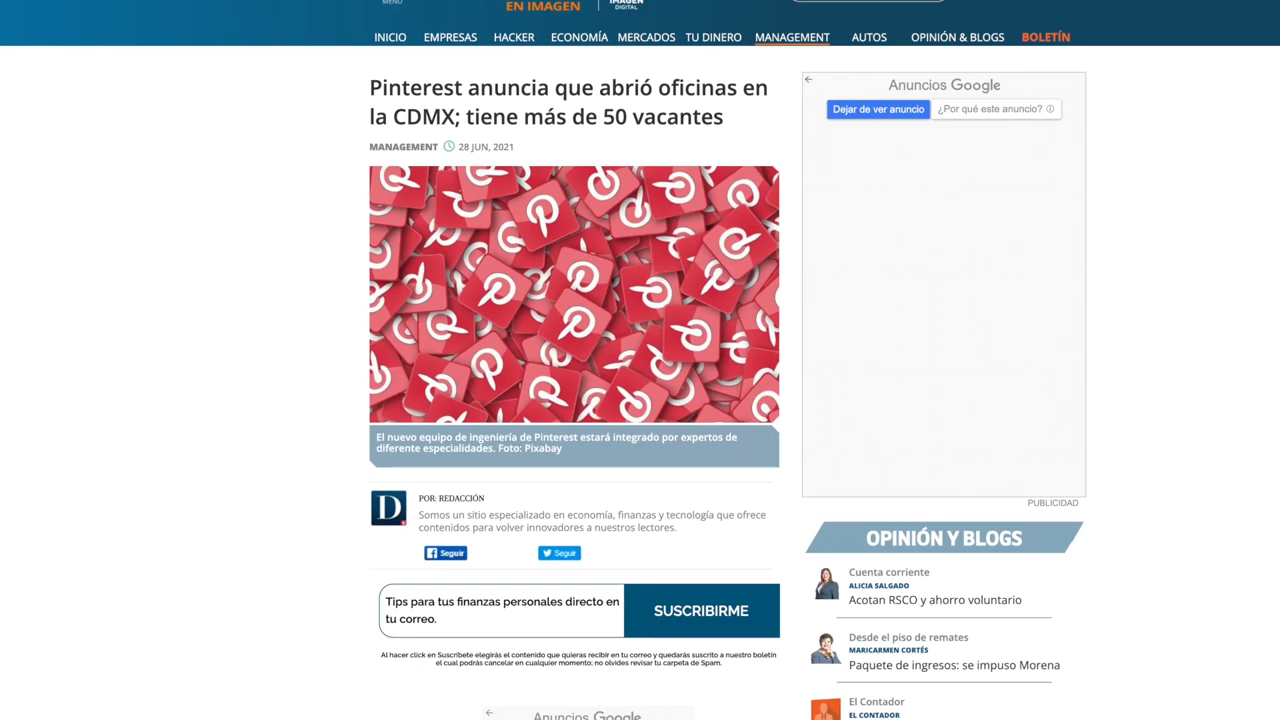 MENÚ
EN IMAGEN
IMAGEN
DIGITAL
INICIO EMPRESAS HACKER ECONOMÍA MERCADOS TU DINERO MANAGEMENT AUTOS OPINIÓN & BLOGS BOLETÍN
Pinterest anuncia que abrió oficinas en
la CDMX; tiene más de 50 vacantes
MANAGEMENT 28 JUN, 2021
El nuevo equipo de ingeniería de Pinterest estará integrado por expertos de
diferente especialidades. Foto: Pixabay
D
POR: REDACCIÓN
Somos un sitio especializado en economía, finanzas y tecnología que ofrece
contenidos para volver innovadores a nuestros lectores.
Seguir Seguir
Tips para tus finanzas personales directo en
tu correo.
SUSCRIBIRME
Al hacer click en Suscríbete elegirás el contenido que quieras recibir en tu correo y quedarás suscrito a nuestro boletín
el cual podrás cancelar en cualquier momento; no olvides revisar tu carpeta de Spam.
Anuncios Google
Anuncios Google
Dejar de ver anuncio ¿Por qué este anuncio?
PUBLICIDAD
OPINIÓN Y BLOGS
Cuenta corriente
ALICIA SALGADO
Acotan RSCO y ahorro voluntario
Desde el piso de remates
MARICARMEN CORTÉS
Paquete de ingresos: se impuso Morena
El Contador
EL CONTADOR